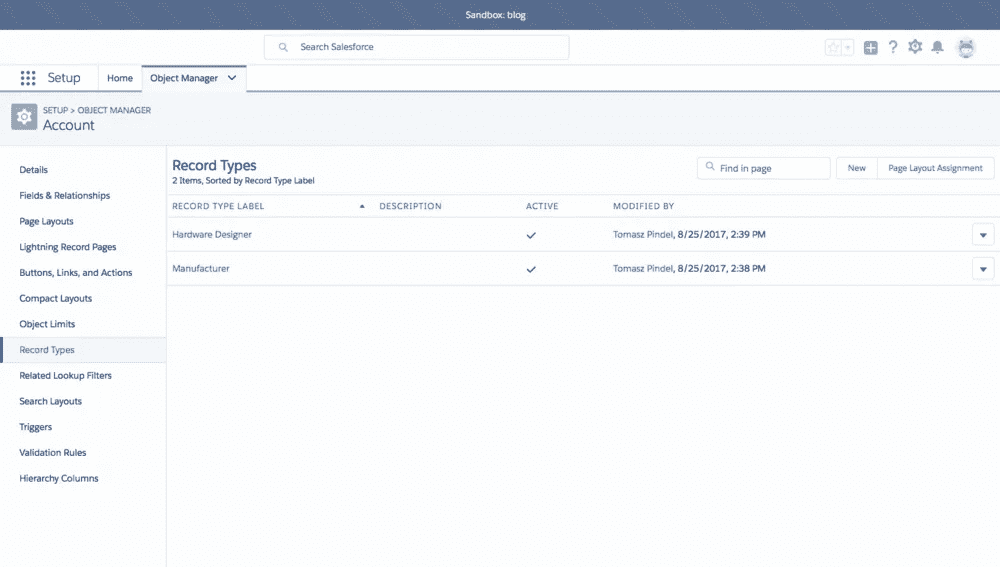 Sandbox: blog
Search Salesforce
Setup Home Object Manager
SETUP > OBJECT MANAGER
Account
Details
Fields & Relationships
Page Layouts
Lightning Record Pages
Buttons, Links, and Actions
Compact Layouts
Object Limits
Record Types
Related Lookup Filters
Search Layouts
Triggers
Validation Rules
Hierarchy Columns
Record Types
2 Items, Sorted by Record Type Label
Find in page New Page Layout Assignment
RECORD TYPE LABEL DESCRIPTION ACTIVE MODIFIED BY
Hardware Designer Tomasz Pindel, 8/25/2017, 2:39 PM
Manufacturer Tomasz Pindel, 8/25/2017, 2:38 PM